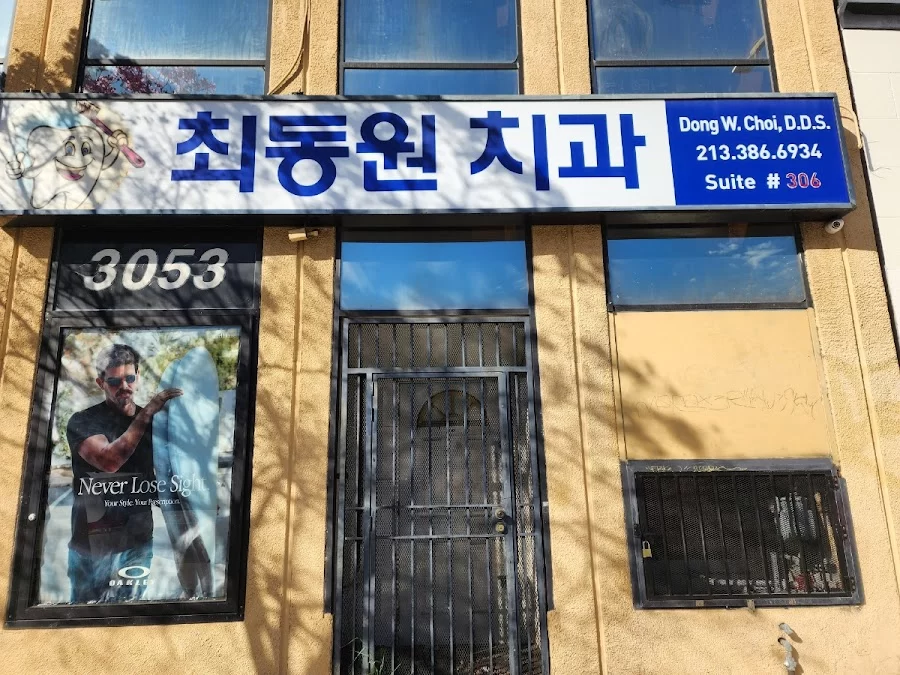 최동원 치과
Dong W. Choi, D.D.S.
213.386.6934
Suite # 306
3053
Never Lose Sight.
Your Style. Your Prescription.
OAKLEY